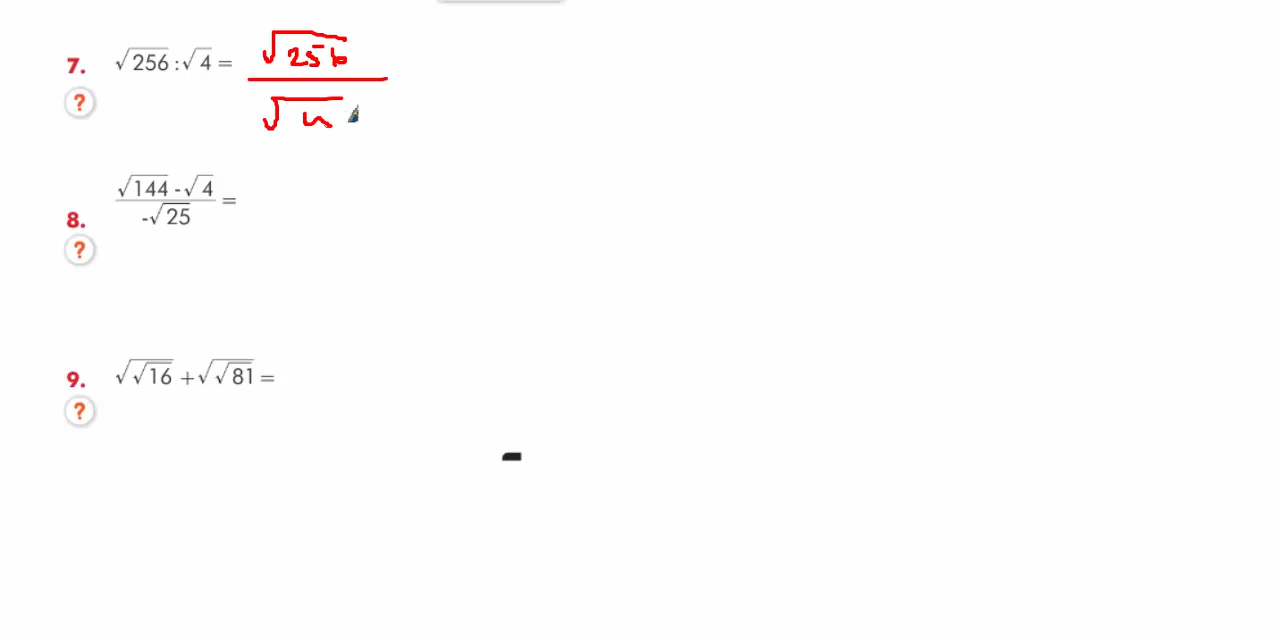 7. √256 : √4 = √256 / √4
?
8. (√144 - √4) / (-√25) =
?
9. √√16 + √√81 =
?